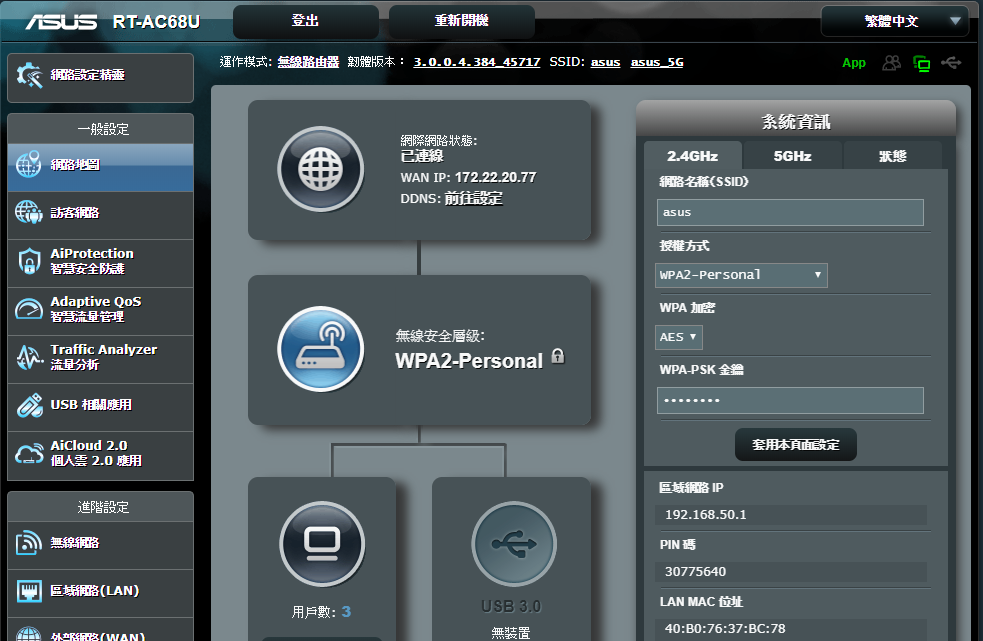 ASUS RT-AC68U 登出 重新開機 繁體中文
運作模式: 無線路由器 韌體版本： 3.0.0.4.384_45717 SSID: asus asus_5G App
網路設定精靈
一般設定
網路地圖
訪客網路
AiProtection
智慧安全防護
Adaptive QoS
智慧流量管理
Traffic Analyzer
流量分析
USB 相關應用
AiCloud 2.0
個人雲 2.0 應用
進階設定
無線網路
區域網路(LAN)
外部網路(WAN)
網際網路狀態:
已連線
WAN IP: 172.22.20.77
DDNS: 前往設定
無線安全層級:
WPA2-Personal
用戶數: 3
USB 3.0
無裝置
系統資訊
2.4GHz 5GHz 狀態
網路名稱(SSID)
asus
授權方式
WPA2-Personal
WPA 加密
AES
WPA-PSK 金鑰
••••••••
套用本頁面設定
區域網路 IP
192.168.50.1
PIN 碼
30775640
LAN MAC 位址
40:B0:76:37:BC:78